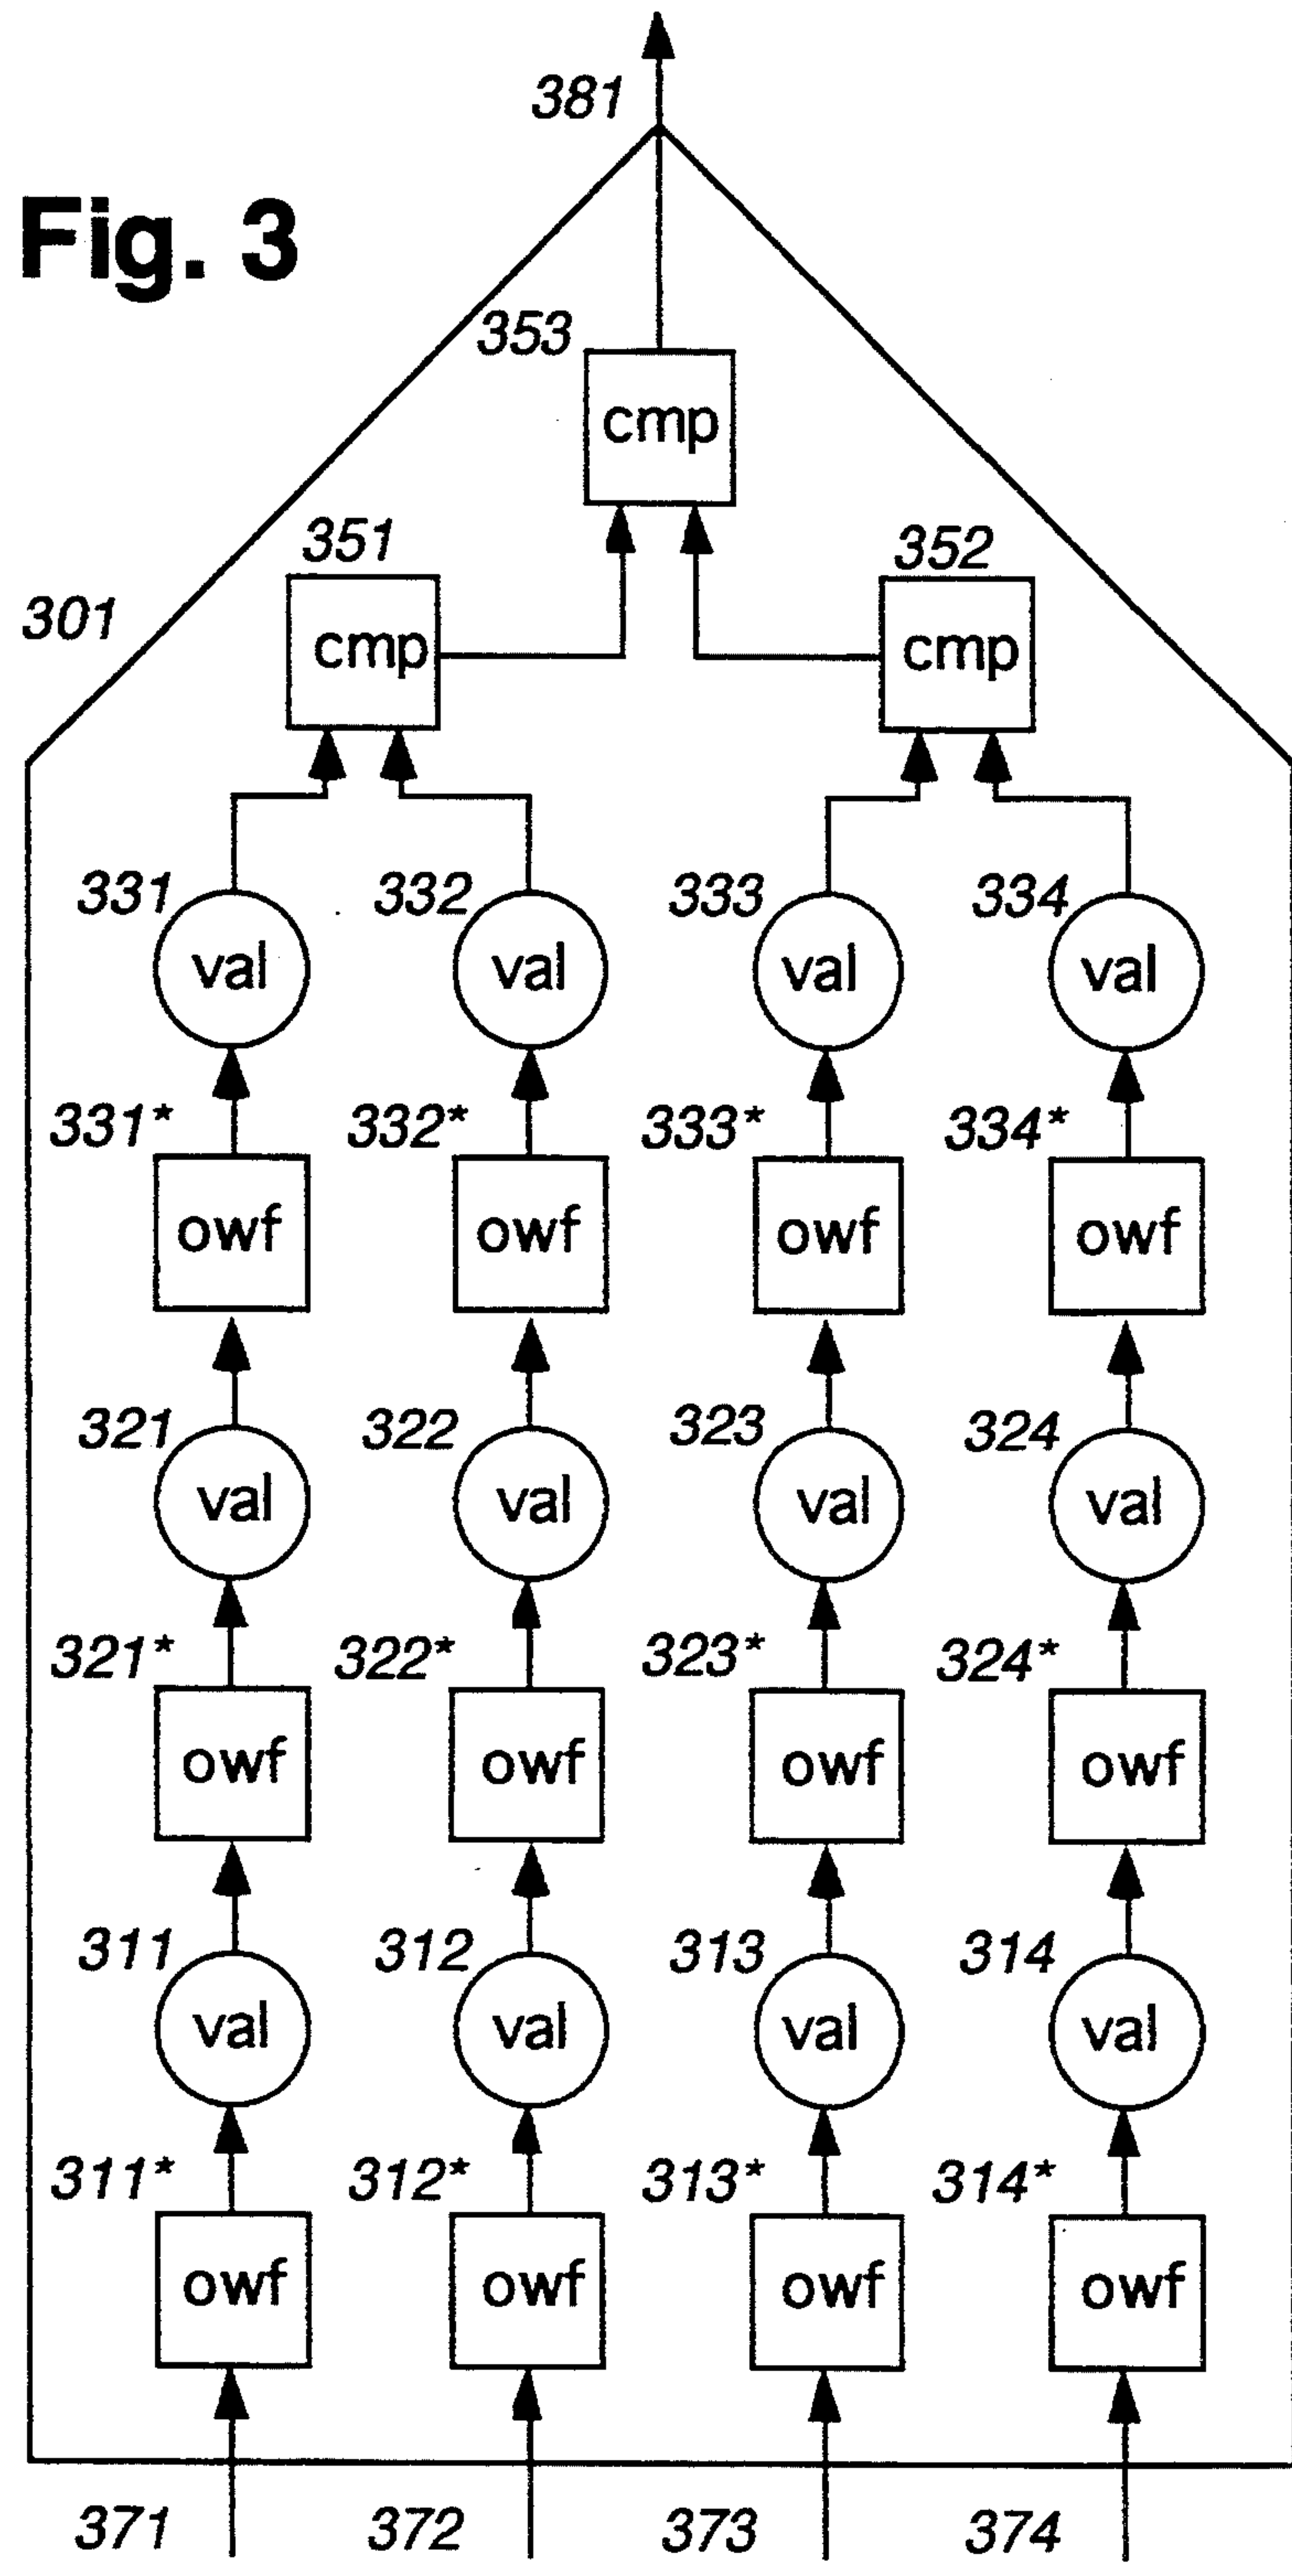 381
Fig. 3
353
cmp
351 352
301
cmp cmp
331 332 333 334
val val val val
331* 332* 333* 334*
owf owf owf owf
321 322 323 324
val val val val
321* 322* 323* 324*
owf owf owf owf
311 312 313 314
val val val val
311* 312* 313* 314*
owf owf owf owf
371 372 373 374